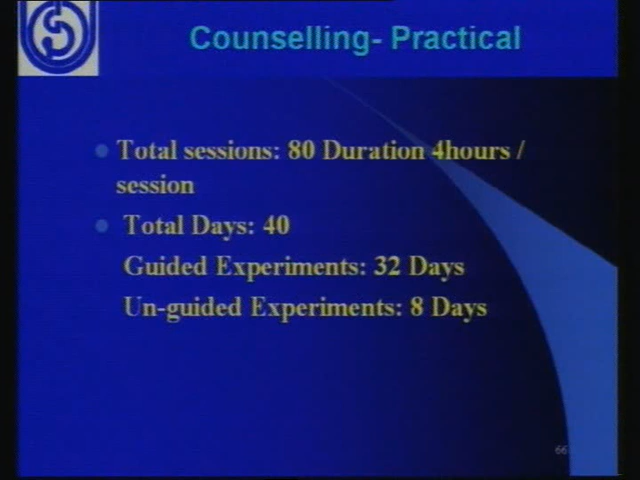 Counselling- Practical
Total sessions: 80 Duration 4hours /
session
Total Days: 40
Guided Experiments: 32 Days
Un-guided Experiments: 8 Days
66